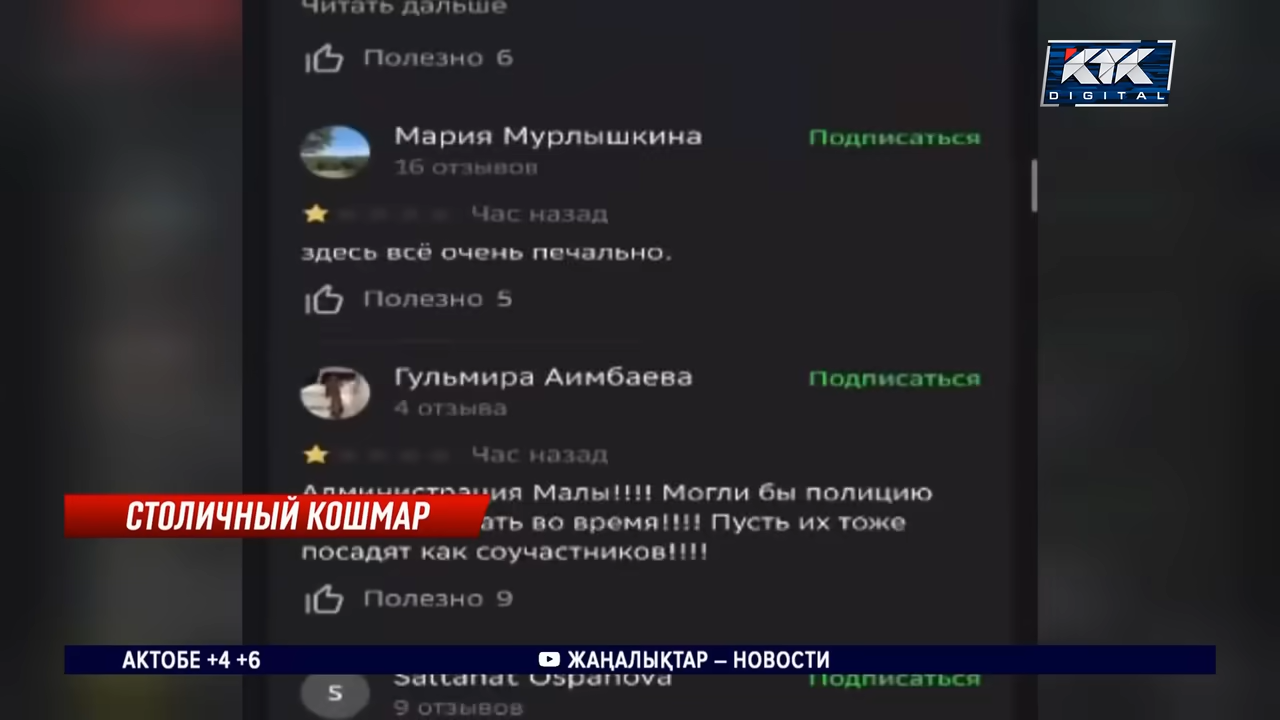 Читать дальше
Полезно 6
КТК
DIGITAL
Мария Мурлышкина
Подписаться
16 отзывов
Час назад
здесь всё очень печально.
Полезно 5
Гульмира Аимбаева
Подписаться
4 отзыва
Час назад
Администрация Малы!!!! Могли бы полицию
СТОЛИЧНЫЙ КОШМАР
ать во время!!!! Пусть их тоже
посадят как соучастников!!!!
Полезно 9
АКТОБЕ +4 +6
ЖАҢАЛЫҚТАР – НОВОСТИ
S
Saltanat Ospanova
Подписаться
9 отзывов